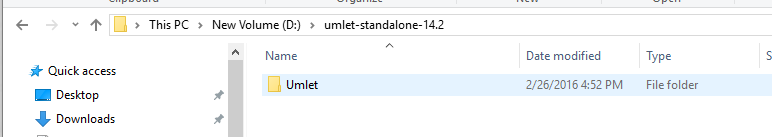 Clipboard Organize New Open
This PC > New Volume (D:) > umlet-standalone-14.2
Name Date modified Type
Quick access
Umlet 2/26/2016 4:52 PM File folder
Desktop
Downloads